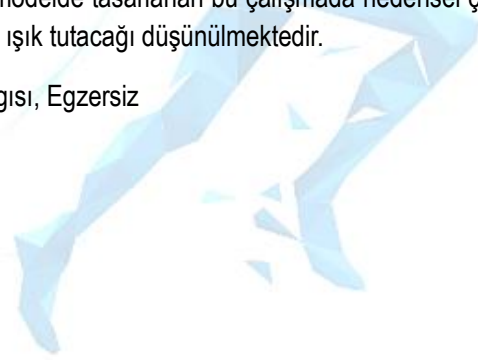 modelde tasarlanan bu çalışmada nedensel ç
ışık tutacağı düşünülmektedir.
gısı, Egzersiz